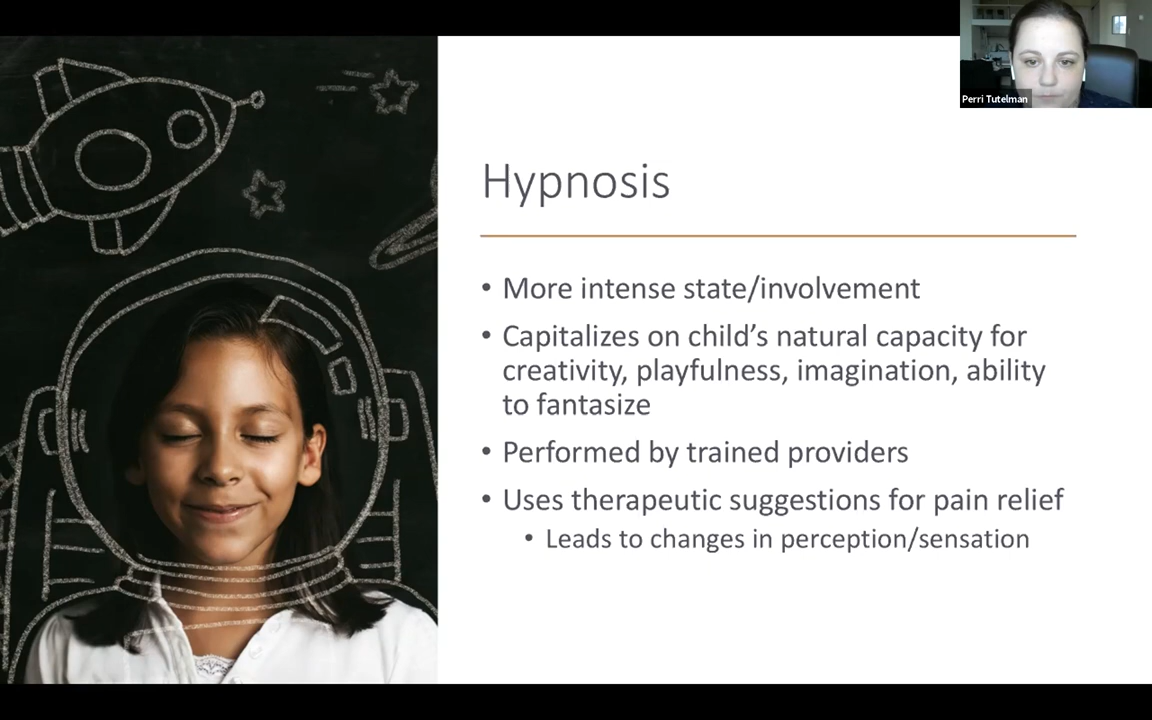 Perri Tutelman
Hypnosis
• More intense state/involvement
• Capitalizes on child’s natural capacity for
creativity, playfulness, imagination, ability
to fantasize
• Performed by trained providers
• Uses therapeutic suggestions for pain relief
• Leads to changes in perception/sensation